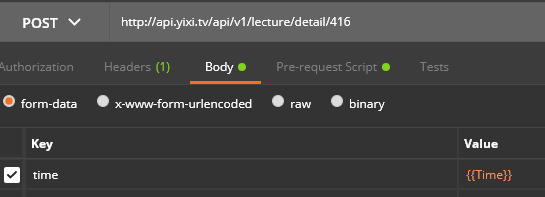 POST http://api.yixi.tv/api/v1/lecture/detail/416
Authorization Headers (1) Body Pre-request Script Tests
form-data x-www-form-urlencoded raw binary
Key Value
time {{Time}}